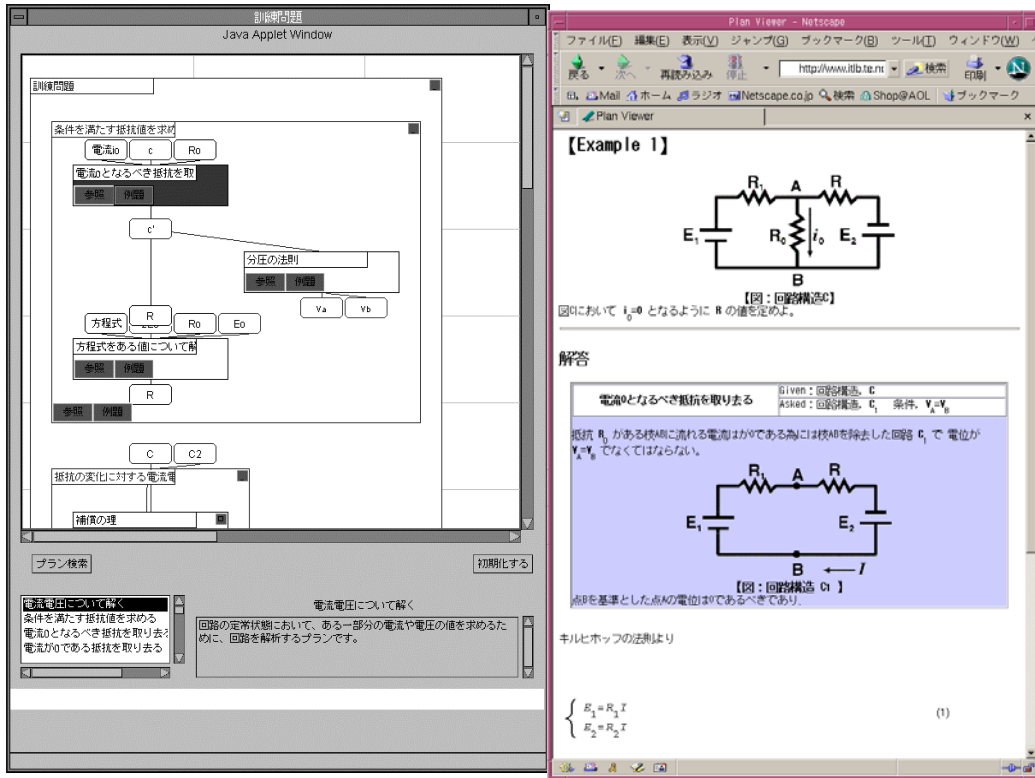 訓練問題
Java Applet Window
訓練問題
条件を満たす抵抗値を求め
電流io
c
Ro
電流0となるべき抵抗を取
参照
例題
c'
分圧の法則
参照
例題
Va
Vb
R
方程式
Ro
Eo
方程式をある値について解
参照
例題
R
参照
例題
C
C2
抵抗の変化に対する電流電
補償の理
プラン検索
初期化する
電流電圧について解く
条件を満たす抵抗値を求める
電流0となるべき抵抗を取り去る
電流が0である抵抗を取り去る
電流電圧について解く
回路の定常状態において、ある一部分の電流や電圧の値を求めるた
めに、回路を解析するプランです。
Plan Viewer - Netscape
ファイル(F) 編集(E) 表示(V) ジャンプ(G) ブックマーク(B) ツール(T) ウィンドウ(W)
戻る 次へ 再読み込み 停止 http://www.itlb.te.n 検索 印刷 N
Mail ホーム ラジオ Netscape.co.jp 検索 Shop@AOL ブックマーク
Plan Viewer
【Example 1】
R1 A R
E1 R0 i0 E2
B
【図：回路構造C】
図Cにおいて i0=0 となるように R の値を定めよ。
解答
電流0となるべき抵抗を取り去る
Given：回路構造, C
Asked：回路構造, C1 条件, VA=VB
抵抗 R0 がある枝ABに流れる電流はが0である為には枝ABを除去した回路 C1 で 電位が
VA=VB でなくてはならない。
R1 A R
E1 E2
B ← I
【図：回路構造 C1 】
点Bを基準とした点Aの電位は0であるべきであり、
キルヒホッフの法則より
E1=R1I
E2=R2I
(1)